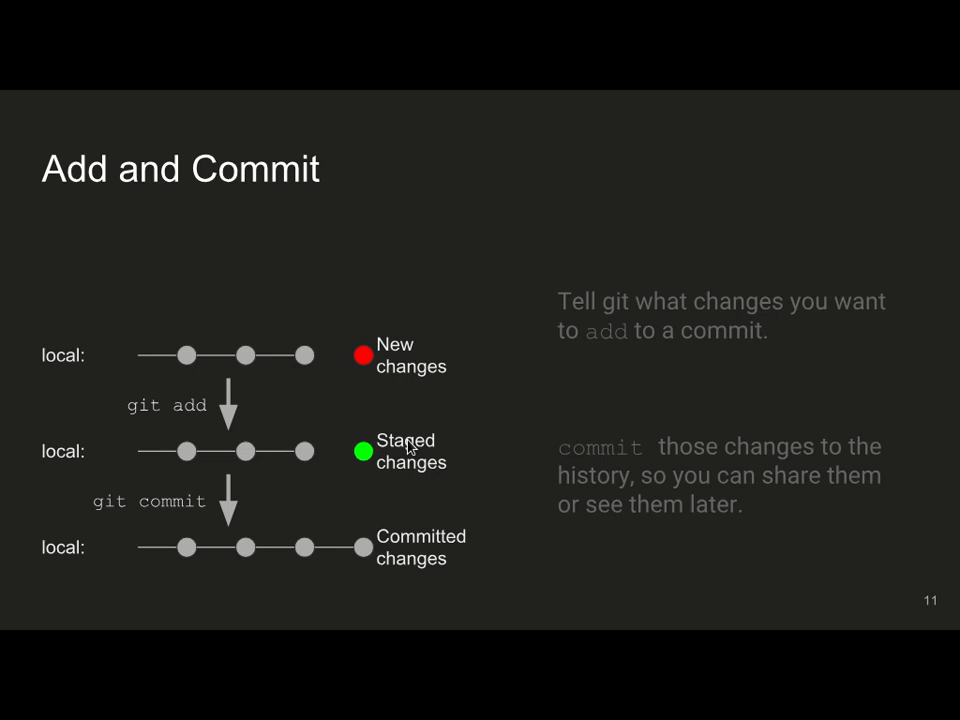 Add and Commit
Tell git what changes you want
to add to a commit.
local:
New
changes
git add
local:
Staged
changes
commit those changes to the
history, so you can share them
or see them later.
git commit
local:
Committed
changes
11